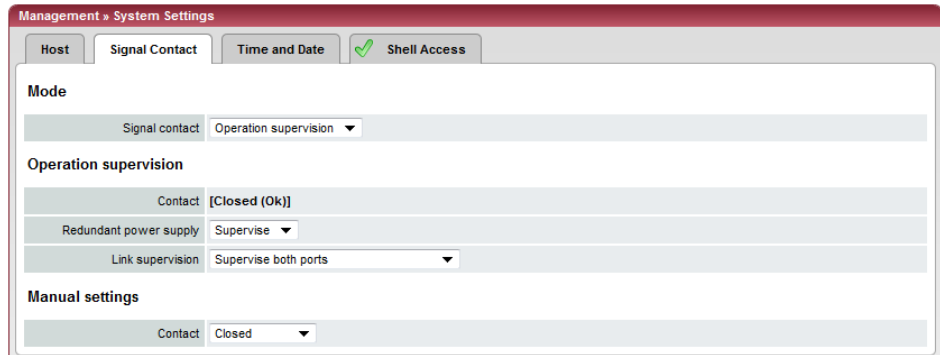 Management » System Settings
Host Signal Contact Time and Date Shell Access
Mode
Signal contact Operation supervision
Operation supervision
Contact [Closed (Ok)]
Redundant power supply Supervise
Link supervision Supervise both ports
Manual settings
Contact Closed